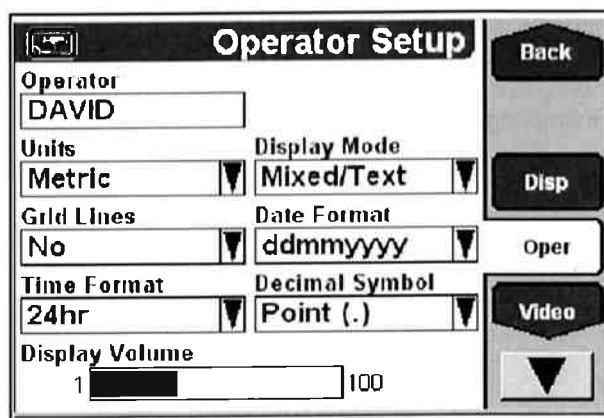 Operator Setup
Back
Operator
DAVID
Units
Display Mode
Metric
Mixed/Text
Disp
Grid Lines
Date Format
No
ddmmyyyy
Oper
Time Format
Decimal Symbol
24hr
Point (.)
Video
Display Volume
1
100